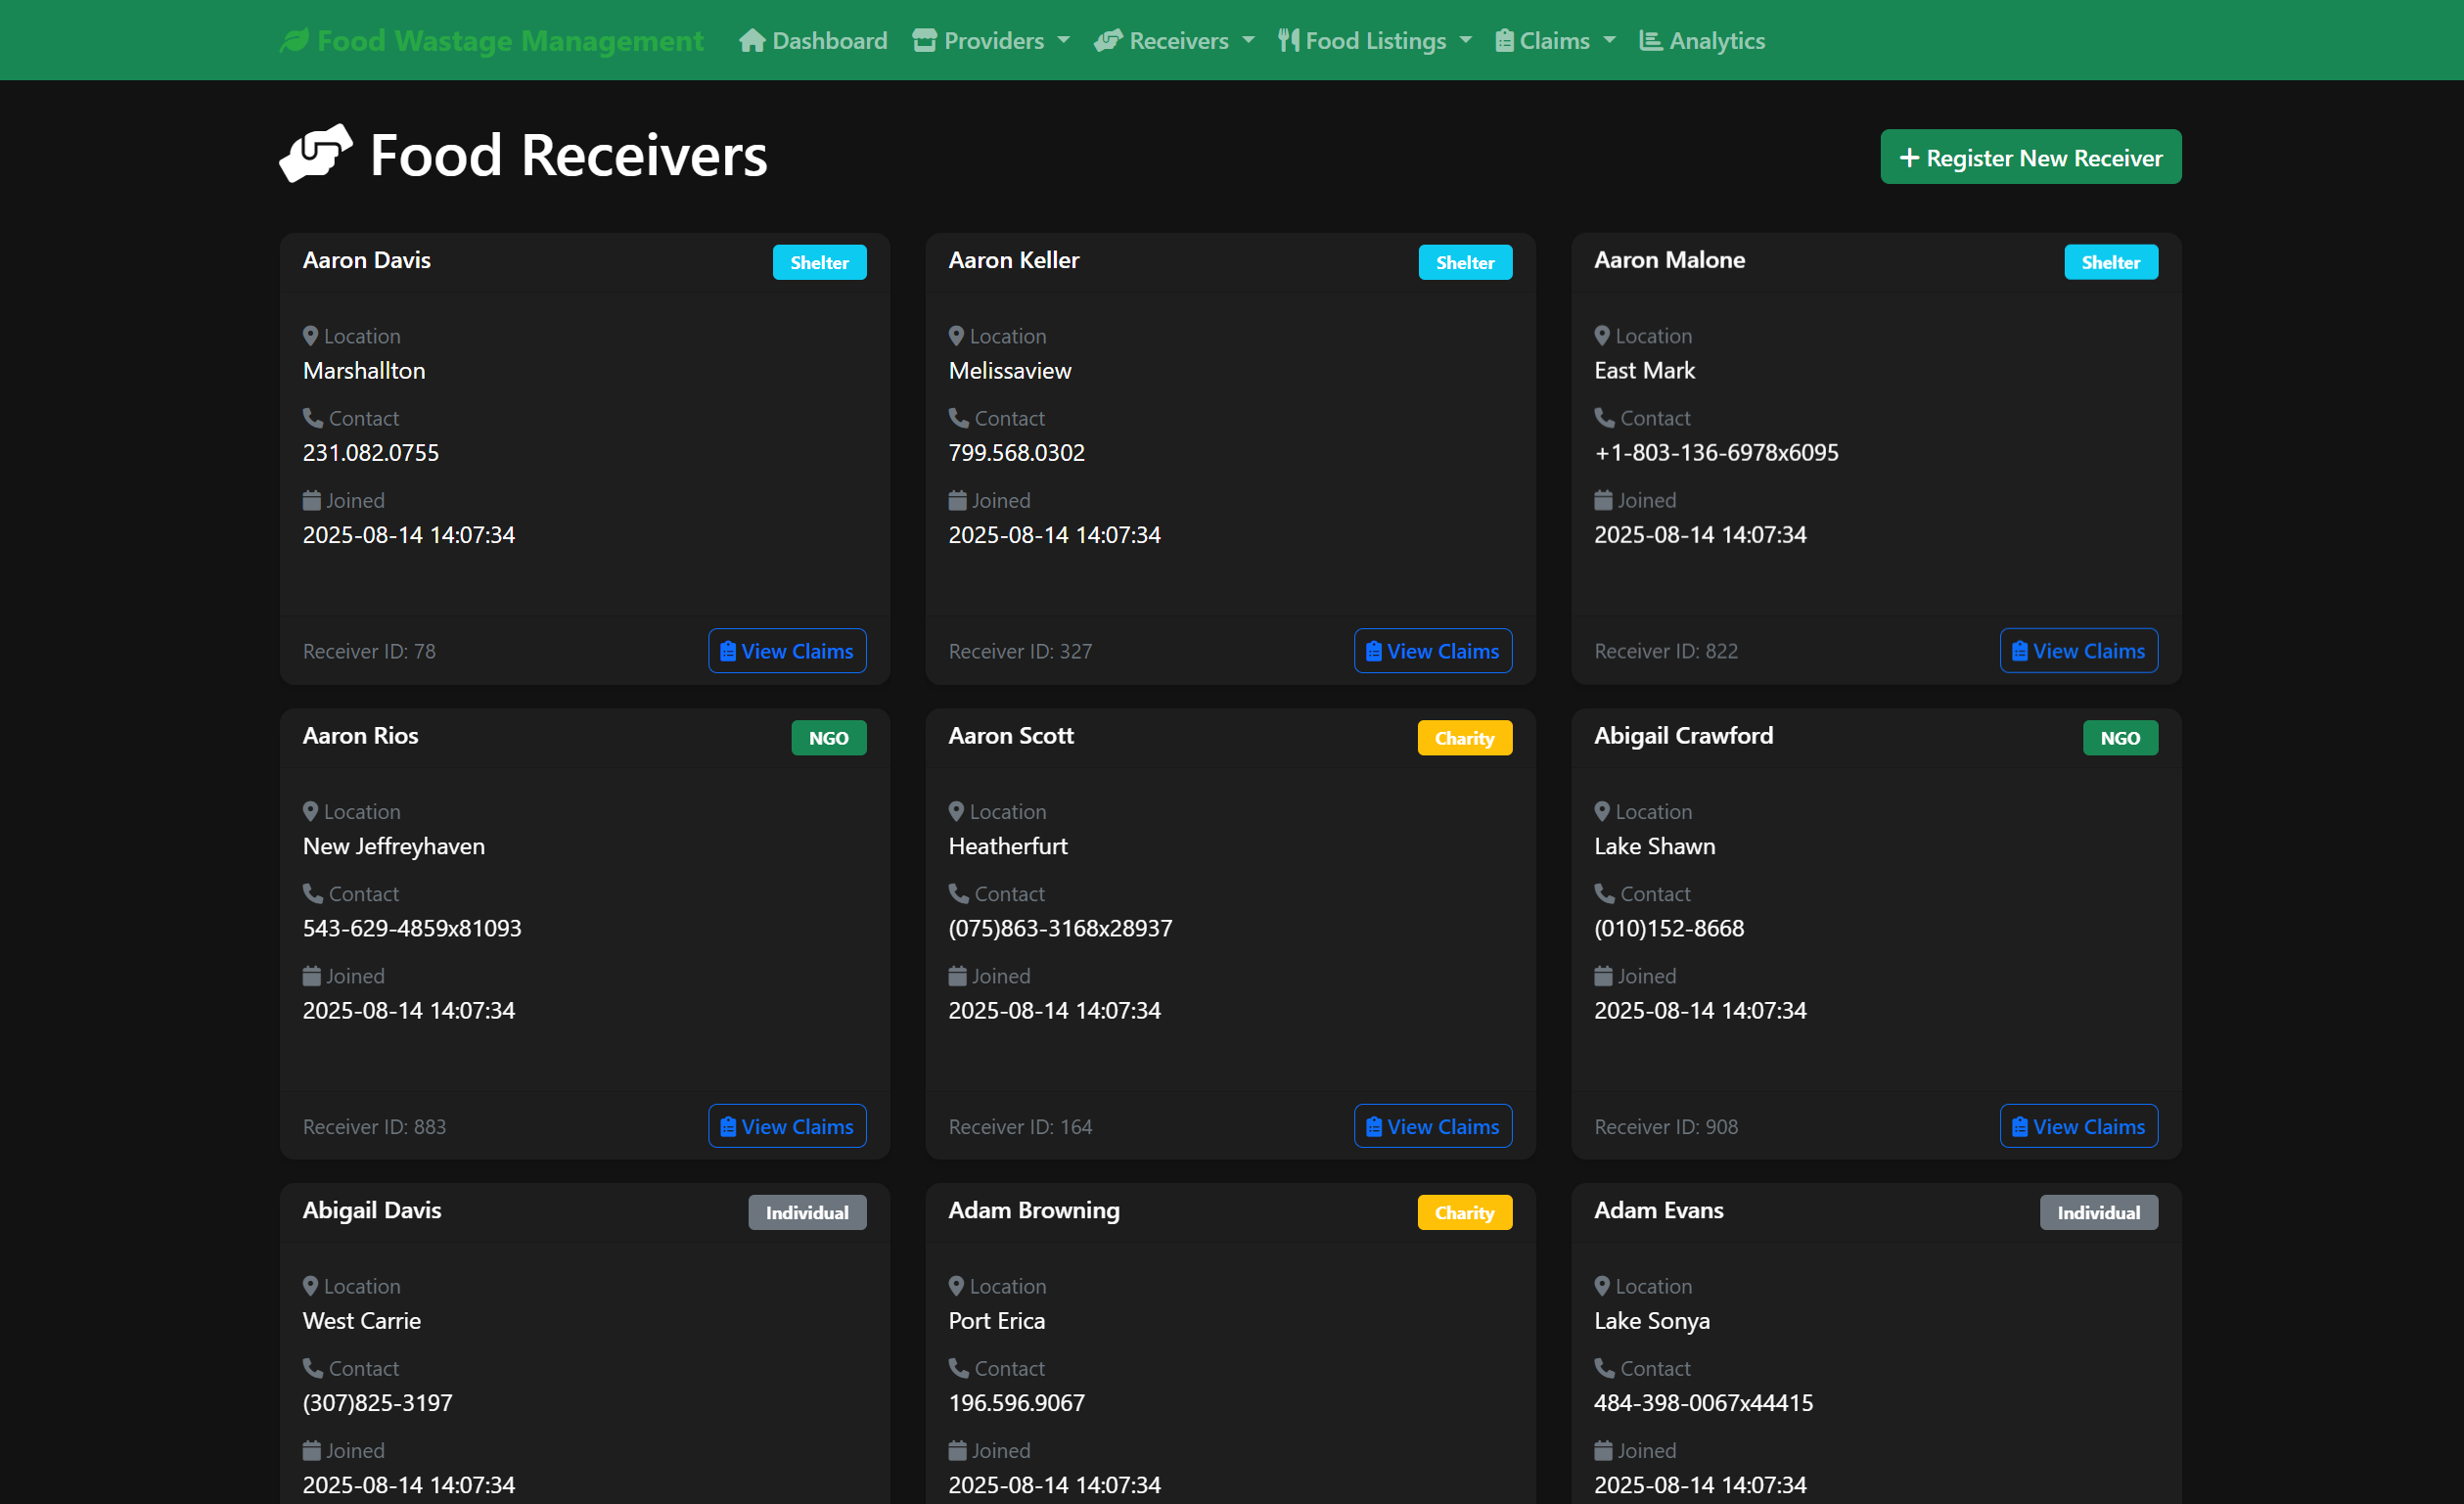 Food Wastage Management Dashboard Providers Receivers Food Listings Claims Analytics
Food Receivers
+ Register New Receiver
Aaron Davis Shelter
Location
Marshallton
Contact
231.082.0755
Joined
2025-08-14 14:07:34
Receiver ID: 78 View Claims
Aaron Keller Shelter
Location
Melissaview
Contact
799.568.0302
Joined
2025-08-14 14:07:34
Receiver ID: 327 View Claims
Aaron Malone Shelter
Location
East Mark
Contact
+1-803-136-6978x6095
Joined
2025-08-14 14:07:34
Receiver ID: 822 View Claims
Aaron Rios NGO
Location
New Jeffreyhaven
Contact
543-629-4859x81093
Joined
2025-08-14 14:07:34
Receiver ID: 883 View Claims
Aaron Scott Charity
Location
Heatherfurt
Contact
(075)863-3168x28937
Joined
2025-08-14 14:07:34
Receiver ID: 164 View Claims
Abigail Crawford NGO
Location
Lake Shawn
Contact
(010)152-8668
Joined
2025-08-14 14:07:34
Receiver ID: 908 View Claims
Abigail Davis Individual
Location
West Carrie
Contact
(307)825-3197
Joined
2025-08-14 14:07:34
Adam Browning Charity
Location
Port Erica
Contact
196.596.9067
Joined
2025-08-14 14:07:34
Adam Evans Individual
Location
Lake Sonya
Contact
484-398-0067x44415
Joined
2025-08-14 14:07:34